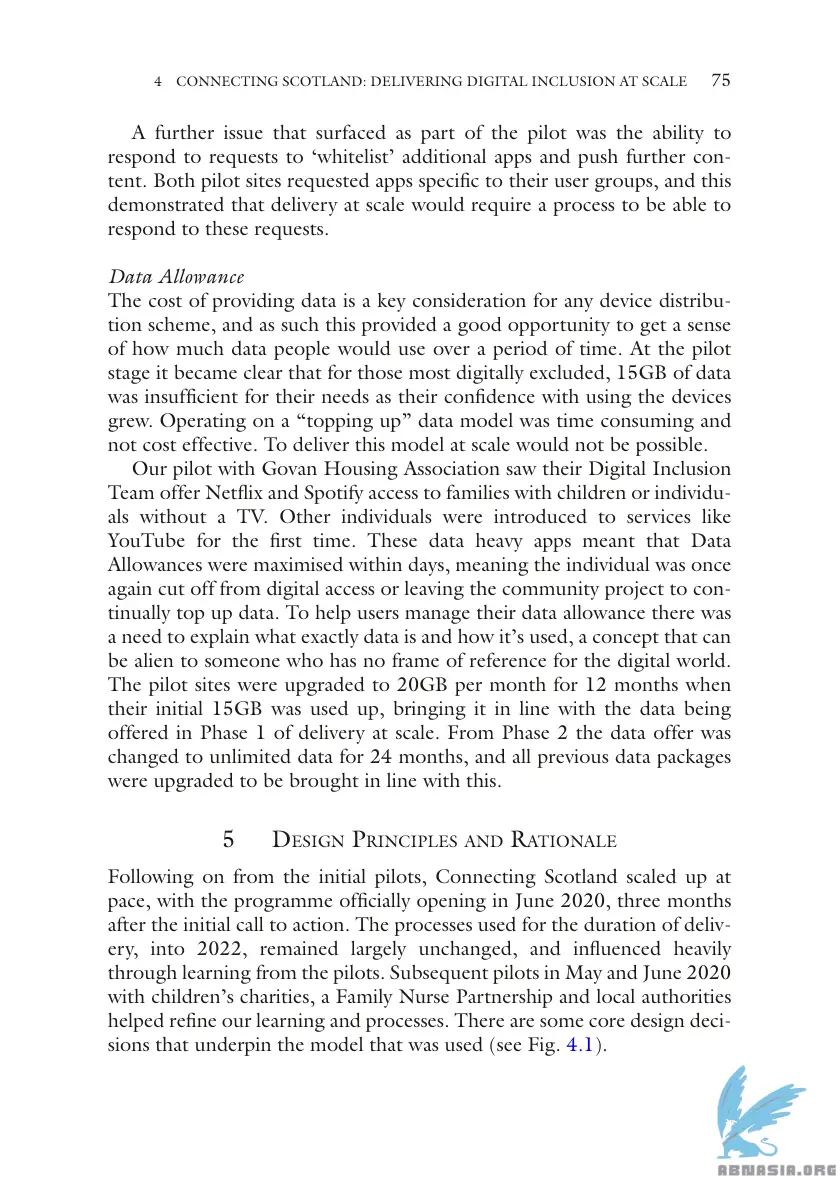 4 CONNECTING SCOTLAND: DELIVERING DIGITAL INCLUSION AT SCALE 75
A further issue that surfaced as part of the pilot was the ability to
respond to requests to ‘whitelist’ additional apps and push further con-
tent. Both pilot sites requested apps specific to their user groups, and this
demonstrated that delivery at scale would require a process to be able to
respond to these requests.
Data Allowance
The cost of providing data is a key consideration for any device distribu-
tion scheme, and as such this provided a good opportunity to get a sense
of how much data people would use over a period of time. At the pilot
stage it became clear that for those most digitally excluded, 15GB of data
was insufficient for their needs as their confidence with using the devices
grew. Operating on a “topping up” data model was time consuming and
not cost effective. To deliver this model at scale would not be possible.
Our pilot with Govan Housing Association saw their Digital Inclusion
Team offer Netflix and Spotify access to families with children or individu-
als without a TV. Other individuals were introduced to services like
YouTube for the first time. These data heavy apps meant that Data
Allowances were maximised within days, meaning the individual was once
again cut off from digital access or leaving the community project to con-
tinually top up data. To help users manage their data allowance there was
a need to explain what exactly data is and how it’s used, a concept that can
be alien to someone who has no frame of reference for the digital world.
The pilot sites were upgraded to 20GB per month for 12 months when
their initial 15GB was used up, bringing it in line with the data being
offered in Phase 1 of delivery at scale. From Phase 2 the data offer was
changed to unlimited data for 24 months, and all previous data packages
were upgraded to be brought in line with this.
5 Design Principles and Rationale
Following on from the initial pilots, Connecting Scotland scaled up at
pace, with the programme officially opening in June 2020, three months
after the initial call to action. The processes used for the duration of deliv-
ery, into 2022, remained largely unchanged, and influenced heavily
through learning from the pilots. Subsequent pilots in May and June 2020
with children’s charities, a Family Nurse Partnership and local authorities
helped refine our learning and processes. There are some core design deci-
sions that underpin the model that was used (see Fig. 4.1).
ABNASIA.ORG